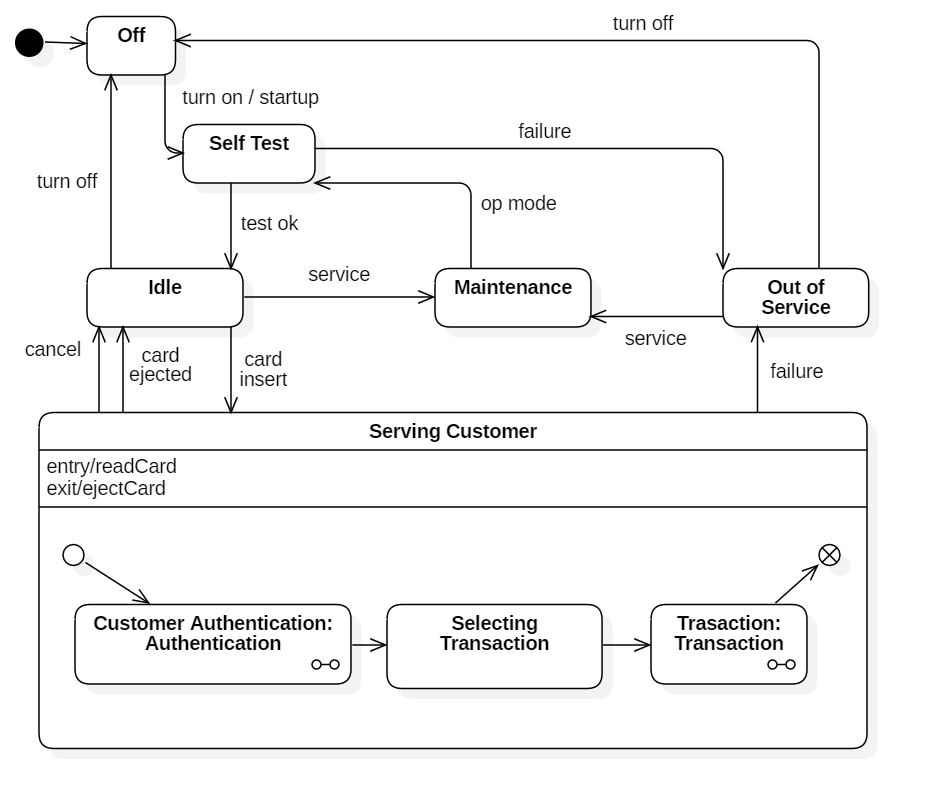 turn off
Off
turn on / startup
failure
Self Test
turn off
op mode
test ok
service
Idle
Maintenance
Out of
Service
service
cancel
card
ejected
card
insert
failure
Serving Customer
entry/readCard
exit/ejectCard
Customer Authentication:
Authentication
Selecting
Transaction
Trasaction:
Transaction